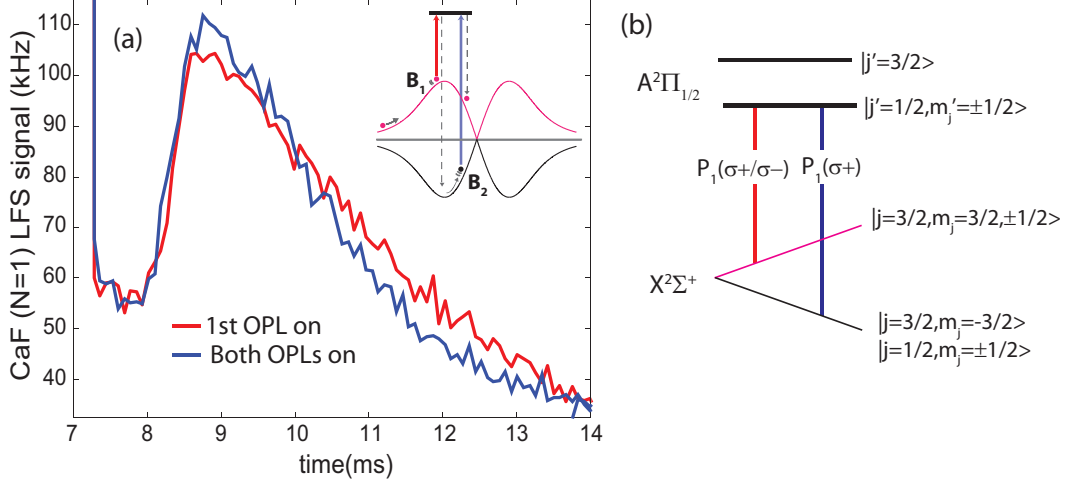 (a)
CaF (N=1) LFS signal (kHz)
110
100
90
80
70
60
50
40
7 8 9 10 11 12 13 14
time(ms)
1st OPL on
Both OPLs on
B1
B2
(b)
A²Π1/2
|j'=3/2>
|j'=1/2,mj'=±1/2>
P1(σ+/σ−) P1(σ+)
|j=3/2,mj=3/2,±1/2>
X²Σ⁺
|j=3/2,mj=-3/2>
|j=1/2,mj=±1/2>